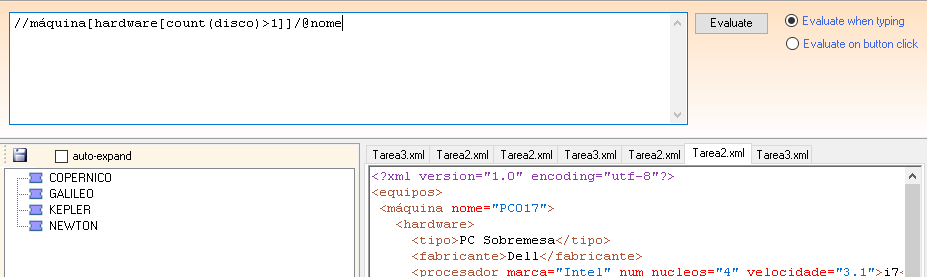 //máquina[hardware[count(disco)>1]]/@nome
Evaluate
Evaluate when typing
Evaluate on button click
auto-expand
COPERNICO
GALILEO
KEPLER
NEWTON
Tarea3.xml Tarea2.xml Tarea2.xml Tarea3.xml Tarea2.xml Tarea2.xml Tarea3.xml
<?xml version="1.0" encoding="utf-8"?>
<equipos>
<máquina nome="PC017">
<hardware>
<tipo>PC Sobremesa</tipo>
<fabricante>Dell</fabricante>
<procesador marca="Intel" num_nucleos="4" velocidade="3.1">i7<